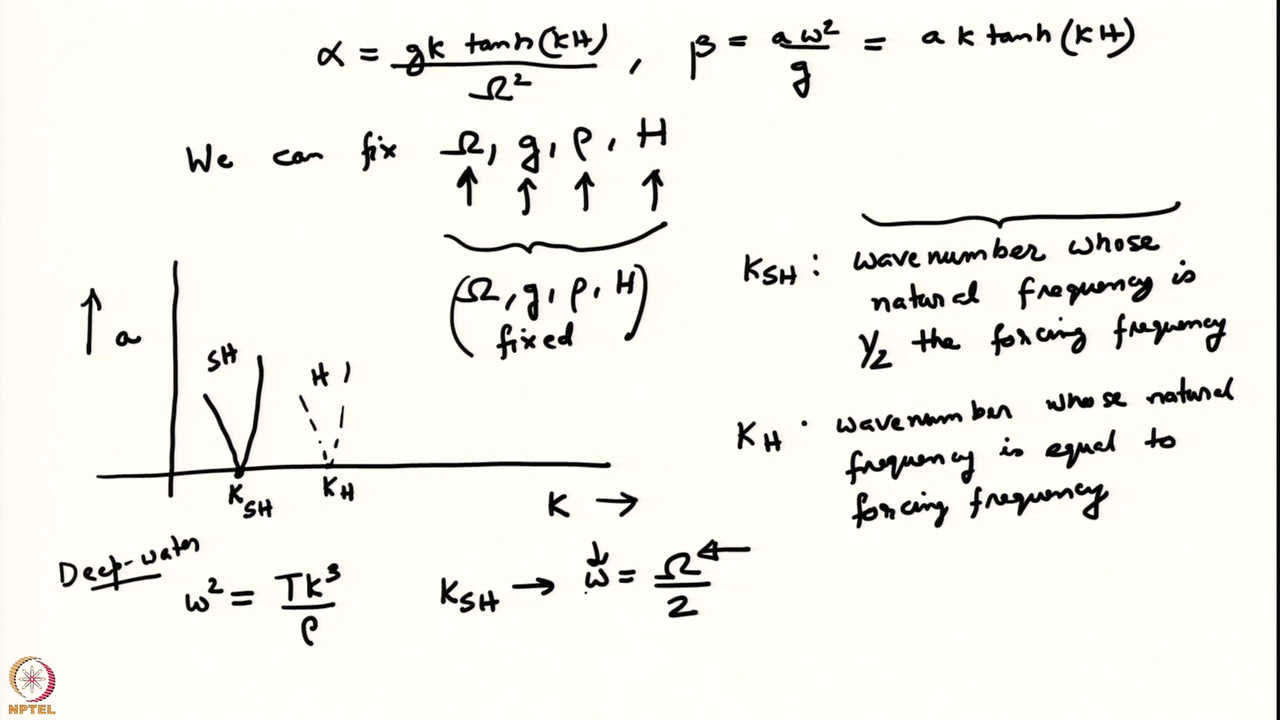 α = gk tanh(kH) / Ω² , β = aω² / g = a k tanh(kH)
We can fix Ω, g, ρ, H
(Ω, g, ρ, H) fixed
K_SH : wavenumber whose
natural frequency is
1/2 the forcing frequency
K_H : wavenumber whose natural
frequency is equal to
forcing frequency
↑ a
SH
H
K_SH
K_H
K →
Deep-water
ω² = Tk³ / ρ
K_SH → ω = Ω / 2
NPTEL